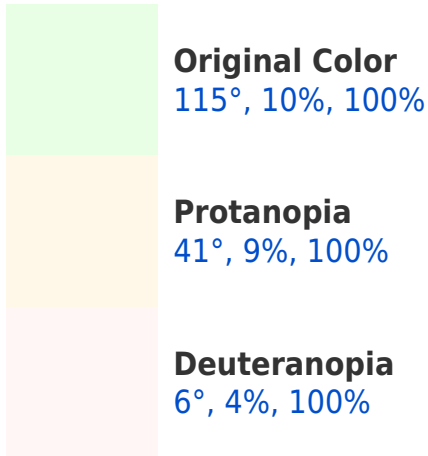 Original Color
115°, 10%, 100%
Protanopia
41°, 9%, 100%
Deuteranopia
6°, 4%, 100%